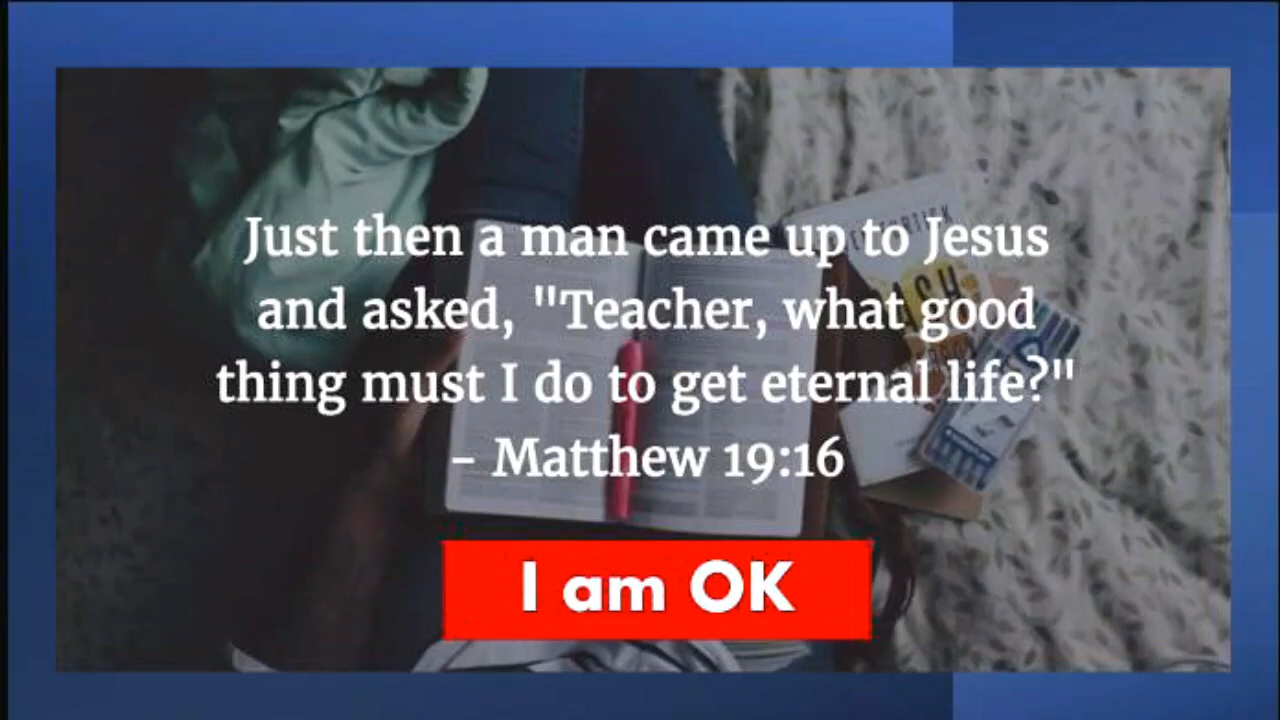 Just then a man came up to Jesus
and asked, "Teacher, what good
thing must I do to get eternal life?"
- Matthew 19:16
I am OK